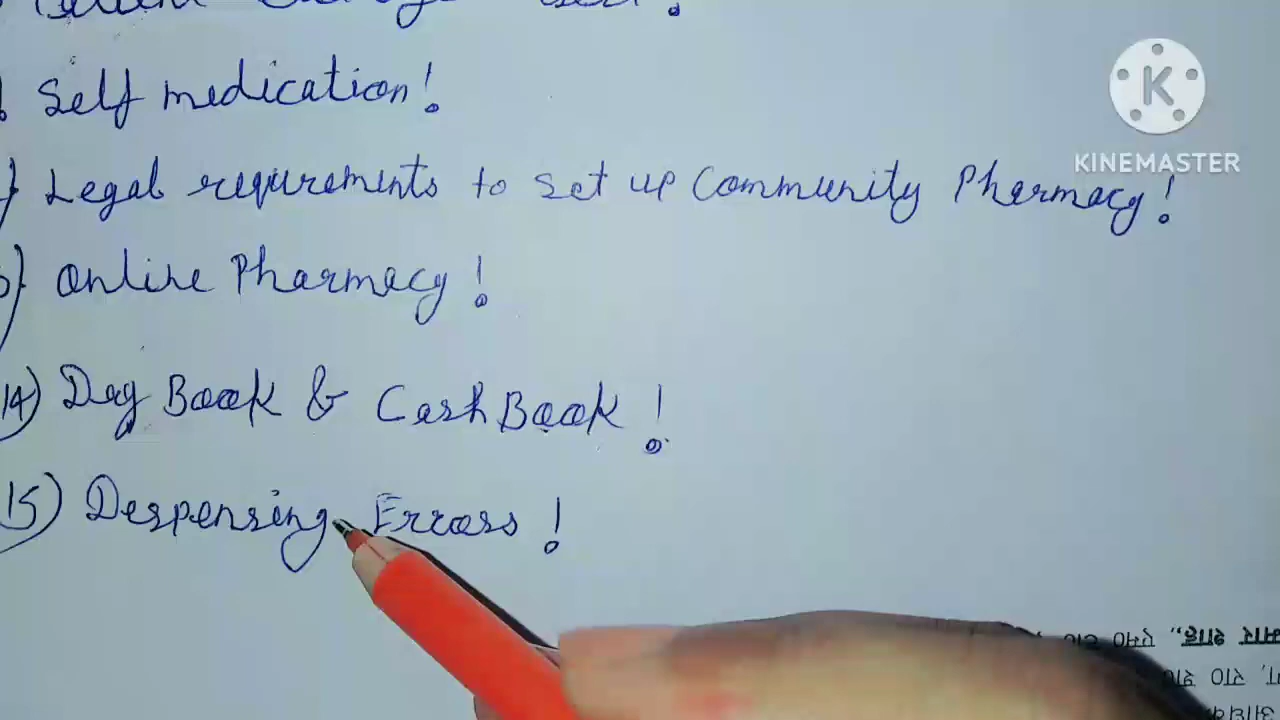 Self medication!
K
KINEMASTER
Legal requrements to set up Community Pharmacy!
Online Pharmacy!
14) Day Book & Cash Book!
15) Despensing Errors!